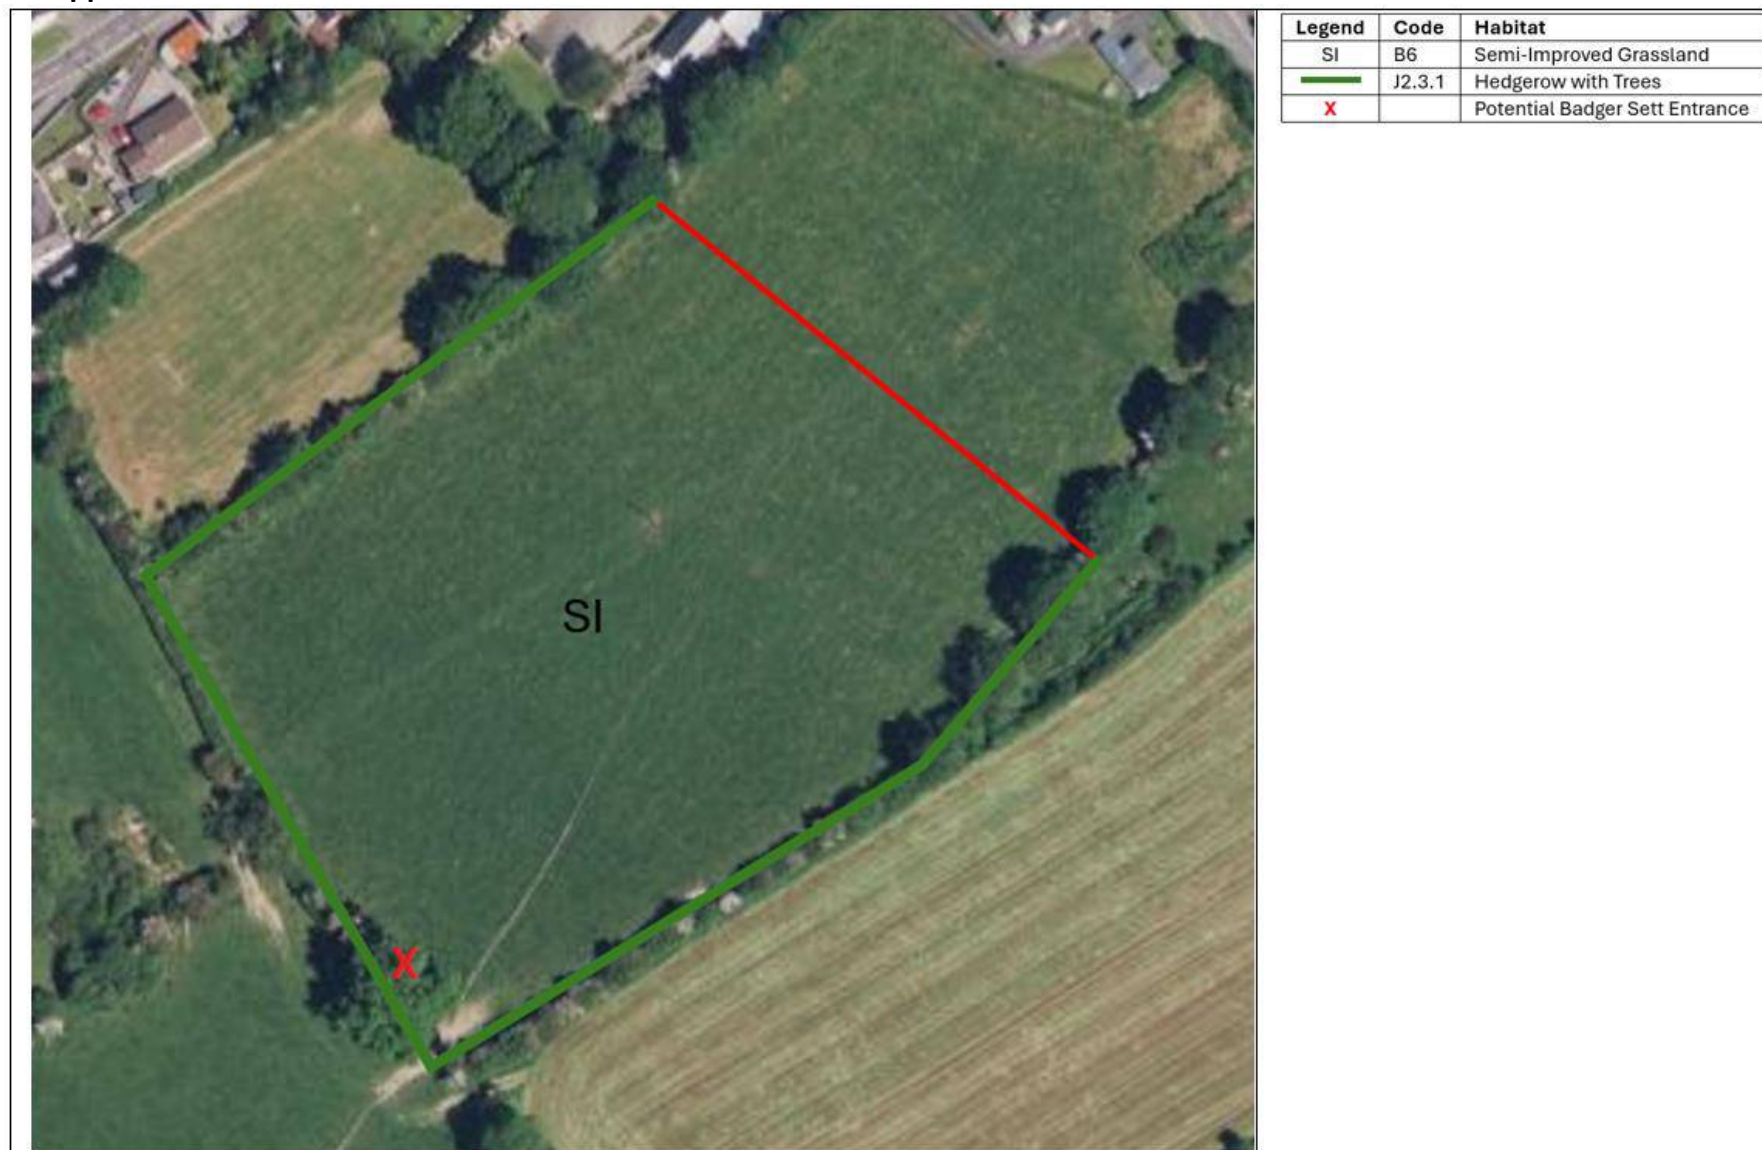 Legend Code Habitat
SI B6 Semi-Improved Grassland
J2.3.1 Hedgerow with Trees
X Potential Badger Sett Entrance
SI
X